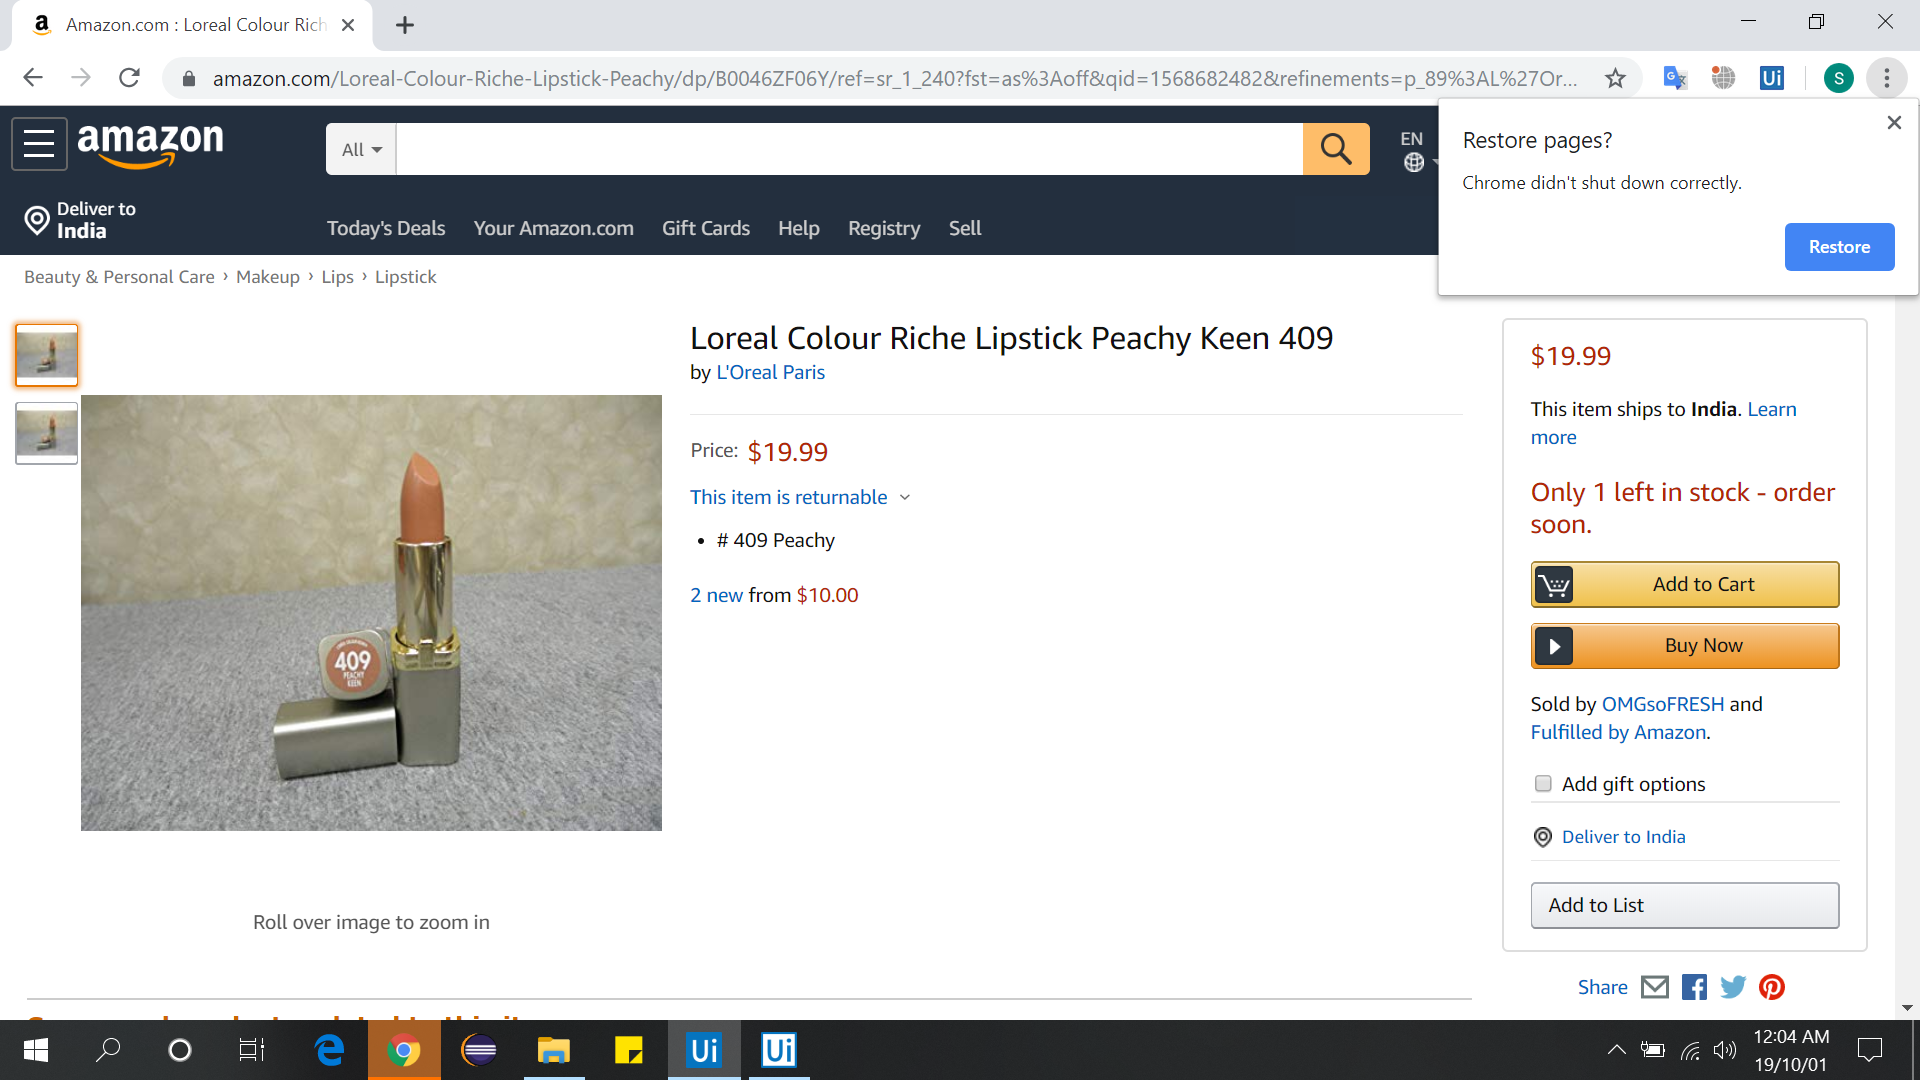 Amazon.com : Loreal Colour Rich
amazon.com/Loreal-Colour-Riche-Lipstick-Peachy/dp/B0046ZF06Y/ref=sr_1_240?fst=as%3Aoff&qid=1568682482&refinements=p_89%3AL%27Or...
S
Restore pages?
Chrome didn't shut down correctly.
Restore
amazon
All
EN
Deliver to
India
Today's Deals
Your Amazon.com
Gift Cards
Help
Registry
Sell
Beauty & Personal Care › Makeup › Lips › Lipstick
409
PEACHY
KEEN
Roll over image to zoom in
Loreal Colour Riche Lipstick Peachy Keen 409
by L'Oreal Paris
Price: $19.99
This item is returnable
• # 409 Peachy
2 new from $10.00
$19.99
This item ships to India. Learn
more
Only 1 left in stock - order
soon.
Add to Cart
Buy Now
Sold by OMGsoFRESH and
Fulfilled by Amazon.
Add gift options
Deliver to India
Add to List
Share
Ui
Ui
12:04 AM
19/10/01